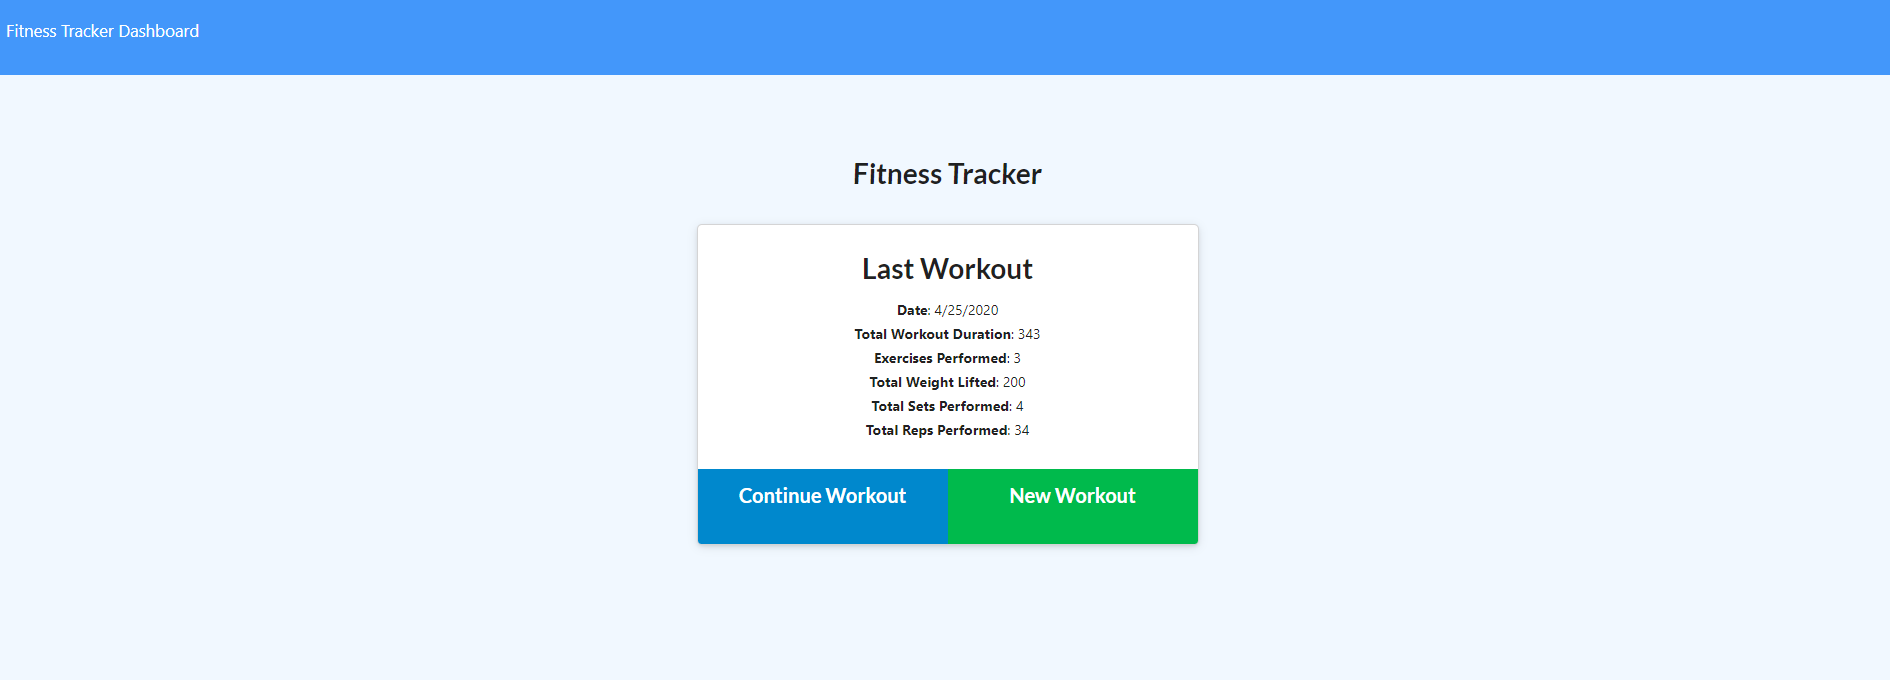 Fitness Tracker Dashboard
Fitness Tracker
Last Workout
Date: 4/25/2020
Total Workout Duration: 343
Exercises Performed: 3
Total Weight Lifted: 200
Total Sets Performed: 4
Total Reps Performed: 34
Continue Workout New Workout